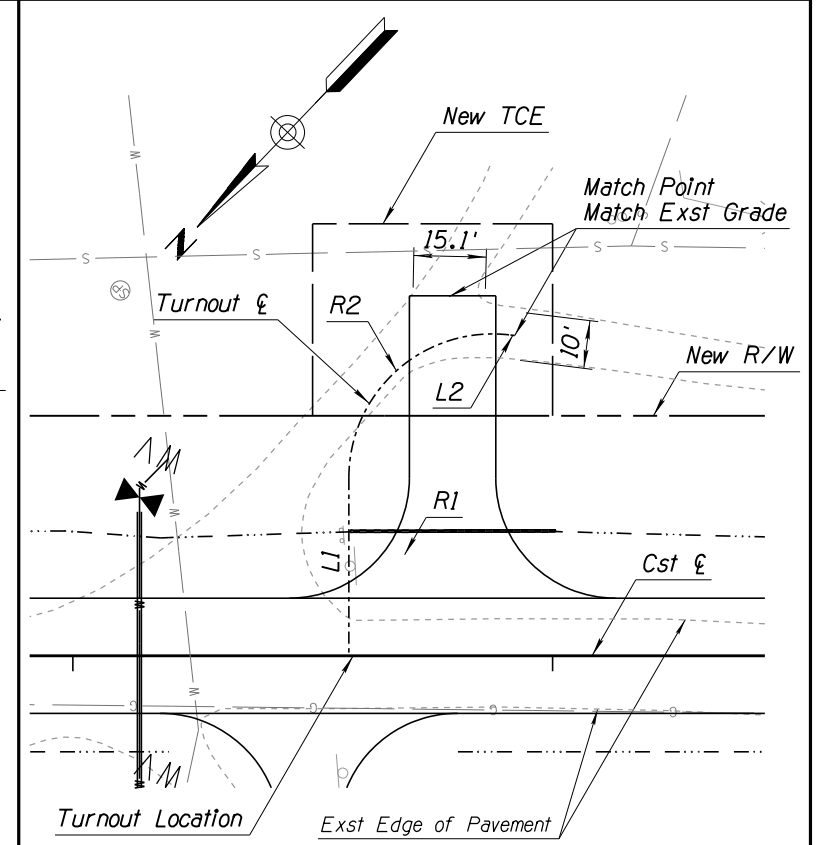 New TCE
Match Point
Match Exst Grade
15.1'
S
S
S
S
W
N
Turnout ℄
R2
W
10'
New R/W
L2
W
R1
L1
Cst ℄
W
W
G
G
G
G
W
Turnout Location
Exst Edge of Pavement